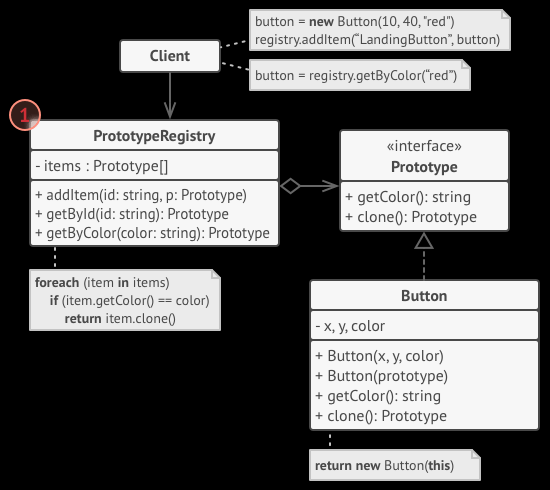 button = new Button(10, 40, "red")
registry.addItem(“LandingButton”, button)
Client
button = registry.getByColor(“red”)
1
PrototypeRegistry
- items : Prototype[]
+ addItem(id: string, p: Prototype)
+ getById(id: string): Prototype
+ getByColor(color: string): Prototype
«interface»
Prototype
+ getColor(): string
+ clone(): Prototype
foreach (item in items)
if (item.getColor() == color)
return item.clone()
Button
- x, y, color
+ Button(x, y, color)
+ Button(prototype)
+ getColor(): string
+ clone(): Prototype
return new Button(this)